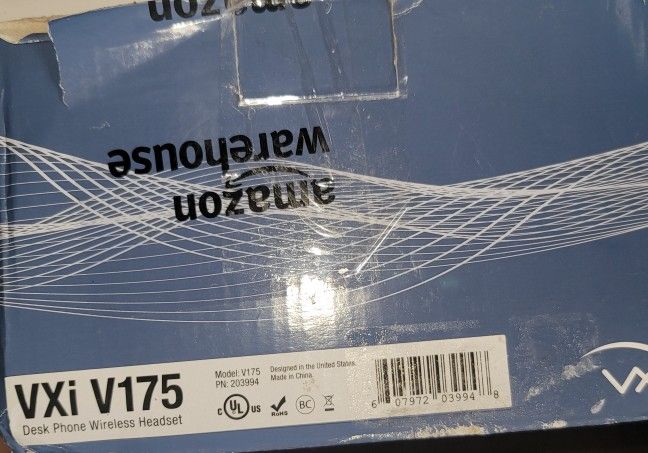 amazon
warehouse
amazon
VXi V175
Desk Phone Wireless Headset
Model: V175
PN: 203994
Designed in the United States.
Made in China.
c UL US
RoHS
BC
6 07972 03994 8
VX